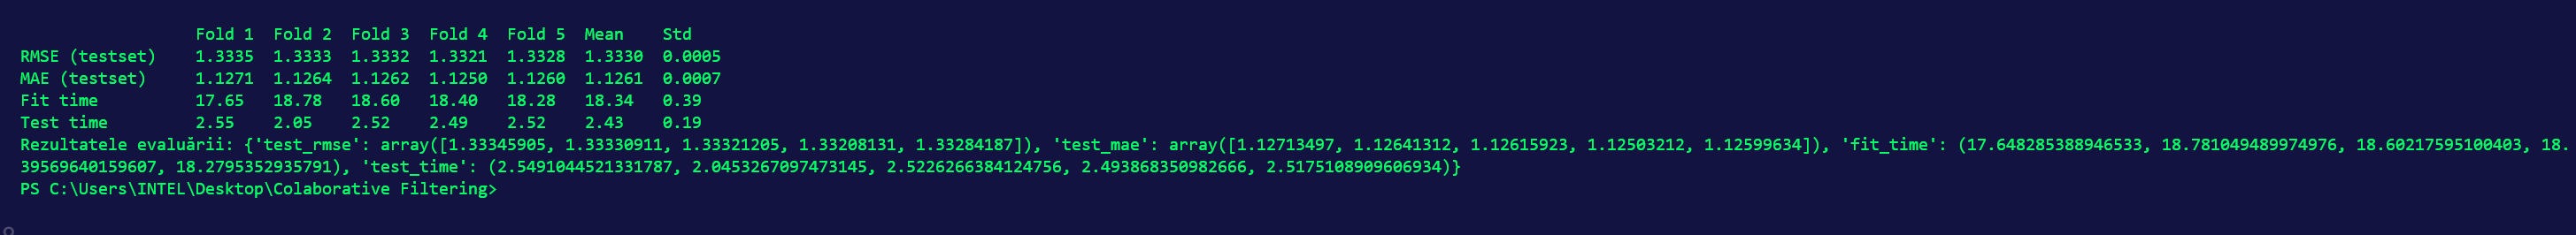 Fold 1  Fold 2  Fold 3  Fold 4  Fold 5  Mean    Std
RMSE (testset)    1.3335  1.3333  1.3332  1.3321  1.3328  1.3330  0.0005
MAE (testset)     1.1271  1.1264  1.1262  1.1250  1.1260  1.1261  0.0007
Fit time          17.65   18.78   18.60   18.40   18.28   18.34   0.39
Test time         2.55    2.05    2.52    2.49    2.52    2.43    0.19
Rezultatele evaluării: {'test_rmse': array([1.33345905, 1.33330911, 1.33321205, 1.33208131, 1.33284187]), 'test_mae': array([1.12713497, 1.12641312, 1.12615923, 1.12503212, 1.12599634]), 'fit_time': (17.648285388946533, 18.781049489974976, 18.60217595100403, 18.
39569640159607, 18.2795352935791), 'test_time': (2.5491044521331787, 2.0453267097473145, 2.5226266384124756, 2.493868350982666, 2.5175108909606934)}
PS C:\Users\INTEL\Desktop\Colaborative Filtering>